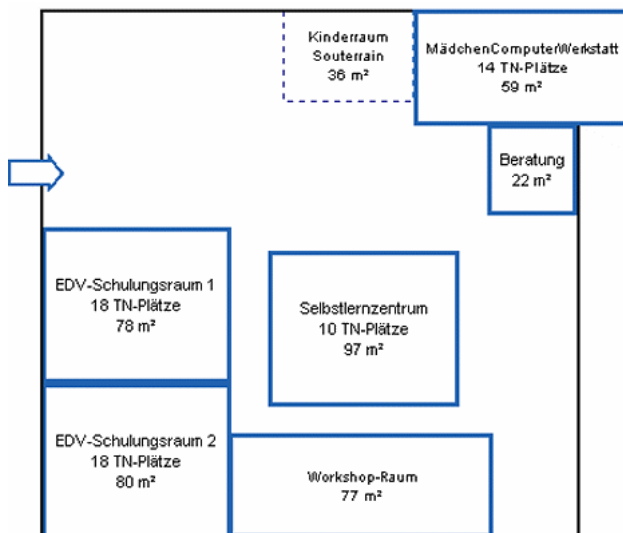 Kinderraum
Souterrain
36 m²
MädchenComputerWerkstatt
14 TN-Plätze
59 m²
Beratung
22 m²
EDV-Schulungsraum 1
18 TN-Plätze
78 m²
Selbstlernzentrum
10 TN-Plätze
97 m²
EDV-Schulungsraum 2
18 TN-Plätze
80 m²
Workshop-Raum
77 m²